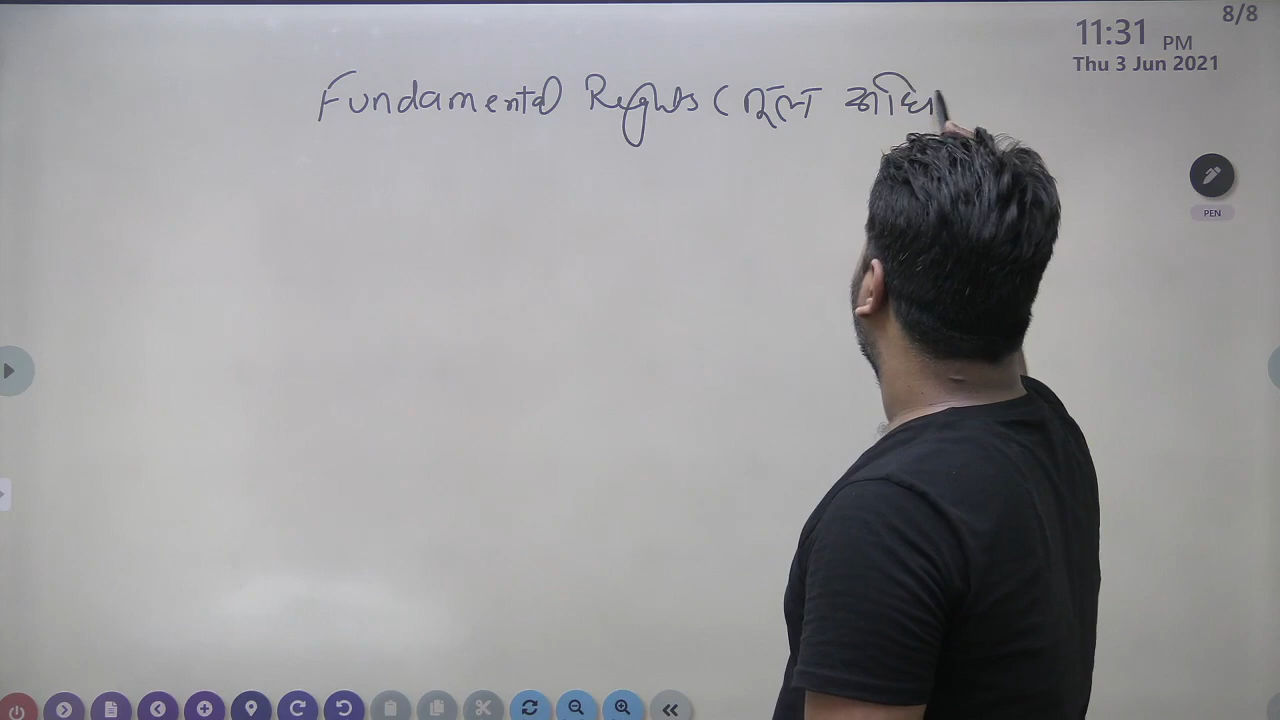 8/8
11:31 PM
Thu 3 Jun 2021
Fundamental Rights ( मूल अधि
PEN